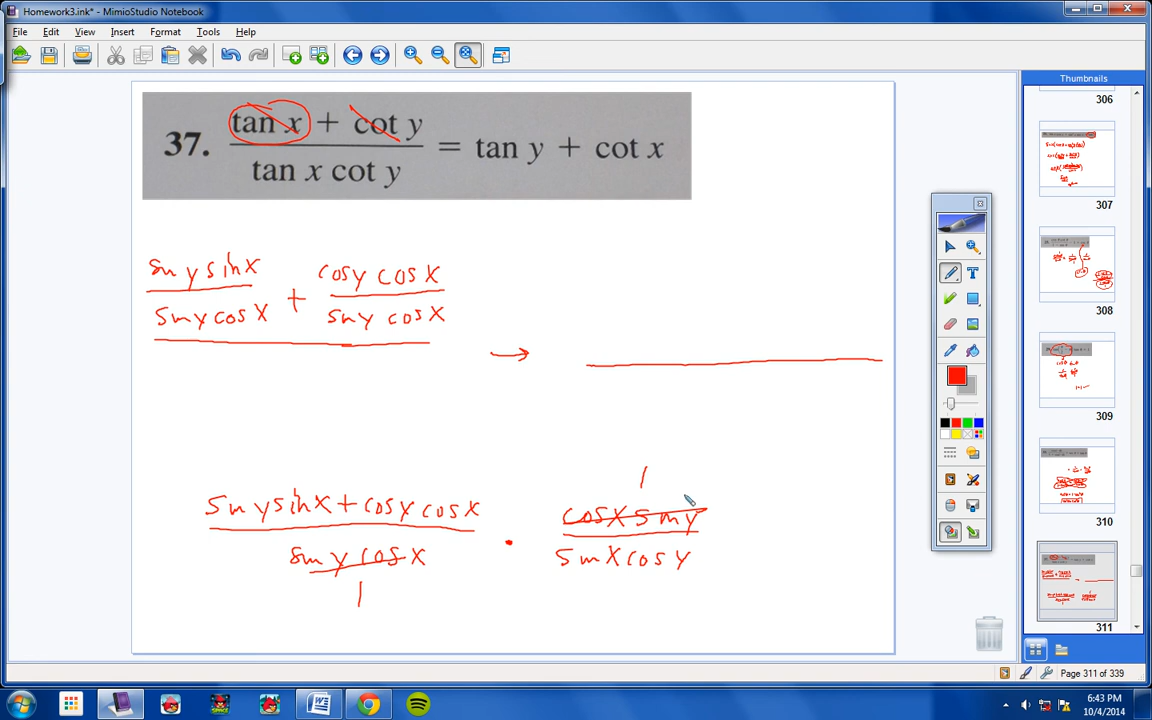 Homework3.ink* - MimioStudio Notebook
File Edit View Insert Format Tools Help
Thumbnails
306
307
308
309
310
311
37. tan x + cot y / tan x cot y = tan y + cot x
sin y sin x / sin y cos x + cos y cos x / sin y cos x →
sin y sin x + cos y cos x / sin y cos x · cos x sin y / sin x cos y
1
1
T
Page 311 of 339
6:43 PM
10/4/2014